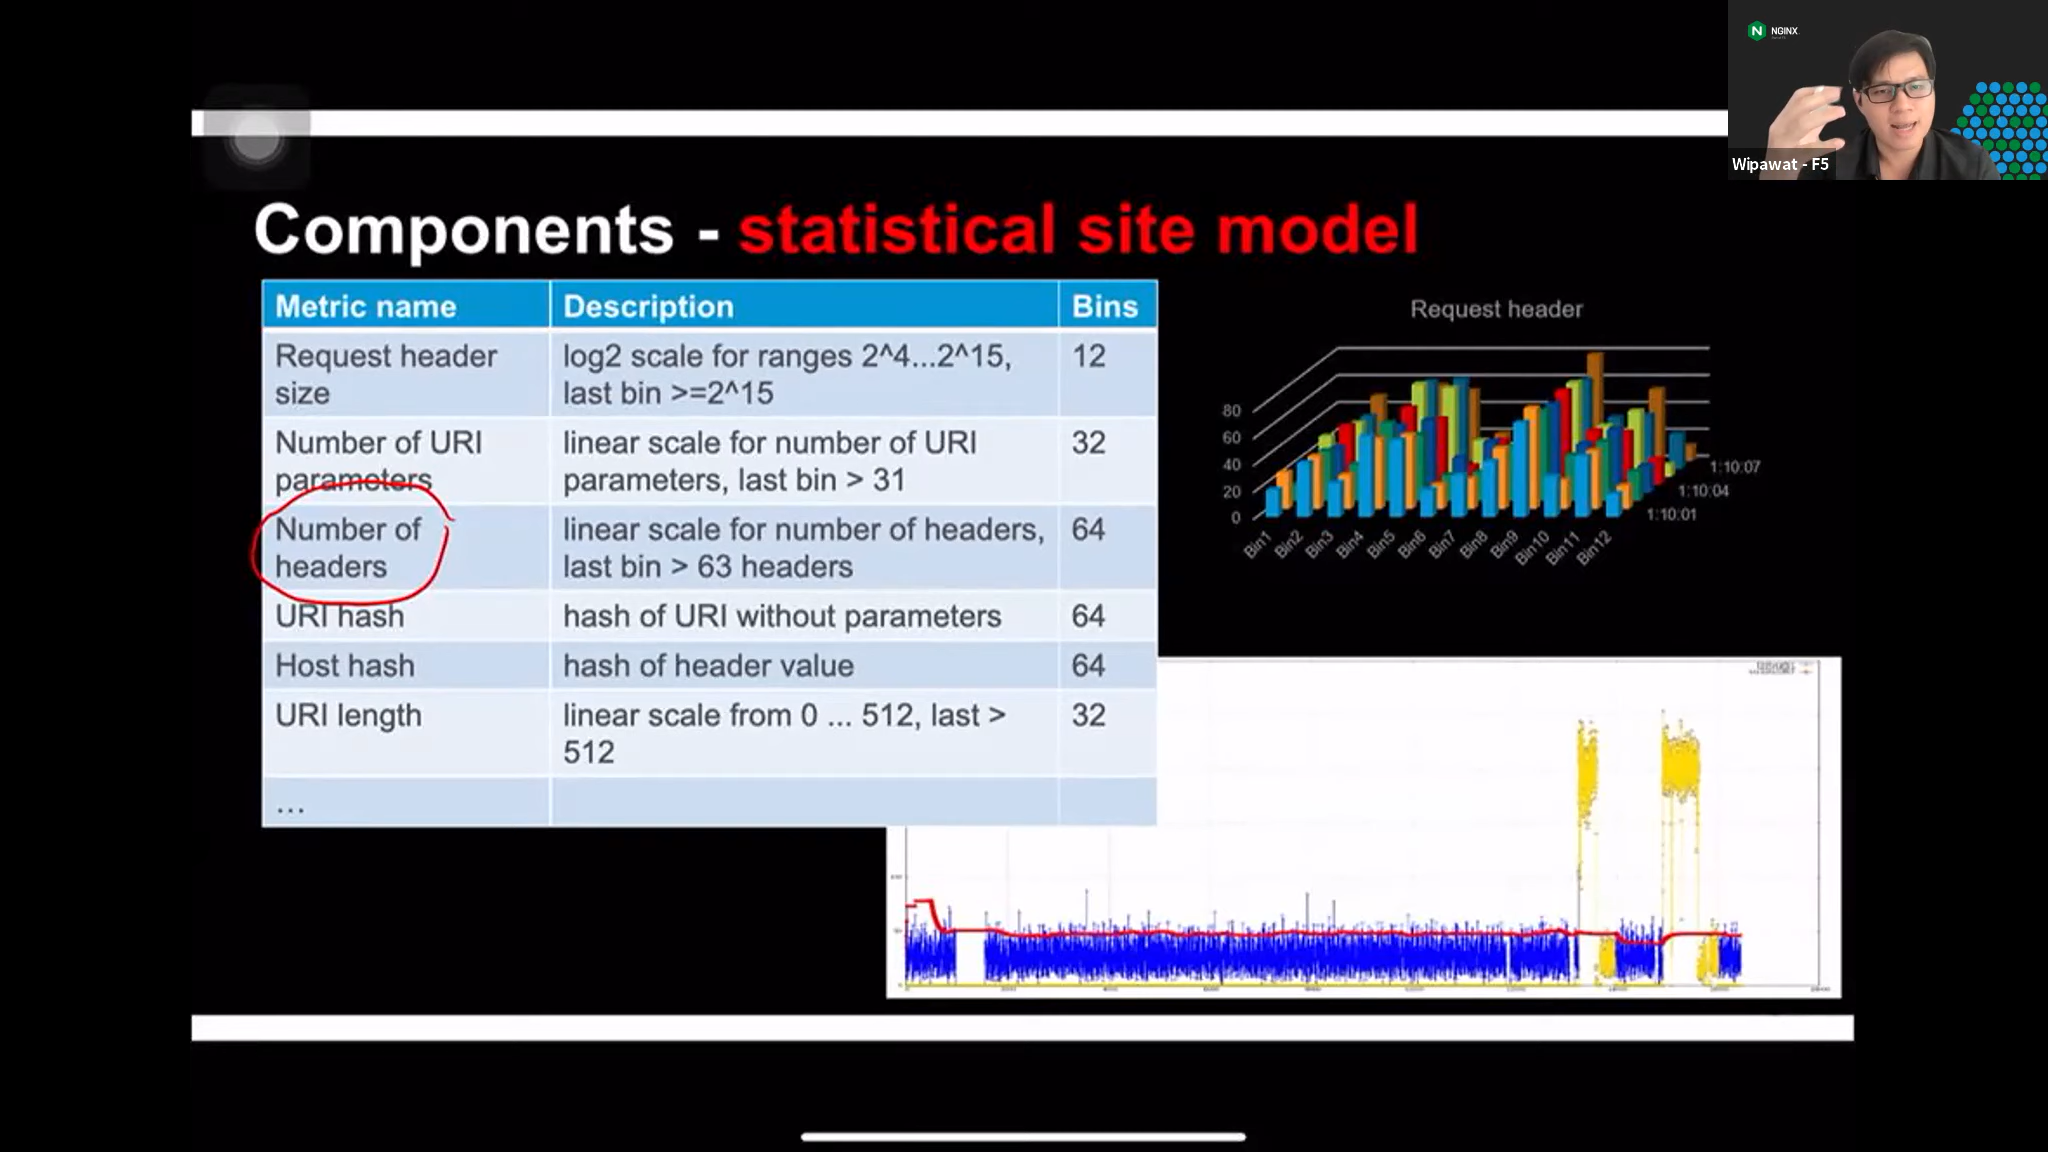 NGINX
Wipawat - F5
Components - statistical site model
Metric name Description Bins
Request header size log2 scale for ranges 2^4...2^15, last bin >=2^15 12
Number of URI parameters linear scale for number of URI parameters, last bin > 31 32
Number of headers linear scale for number of headers, last bin > 63 headers 64
URI hash hash of URI without parameters 64
Host hash hash of header value 64
URI length linear scale from 0 ... 512, last > 512 32
...
Request header
80
60
40
20
0
1:10:07
1:10:04
1:10:01
Bin1 Bin2 Bin3 Bin4 Bin5 Bin6 Bin7 Bin8 Bin9 Bin10 Bin11 Bin12